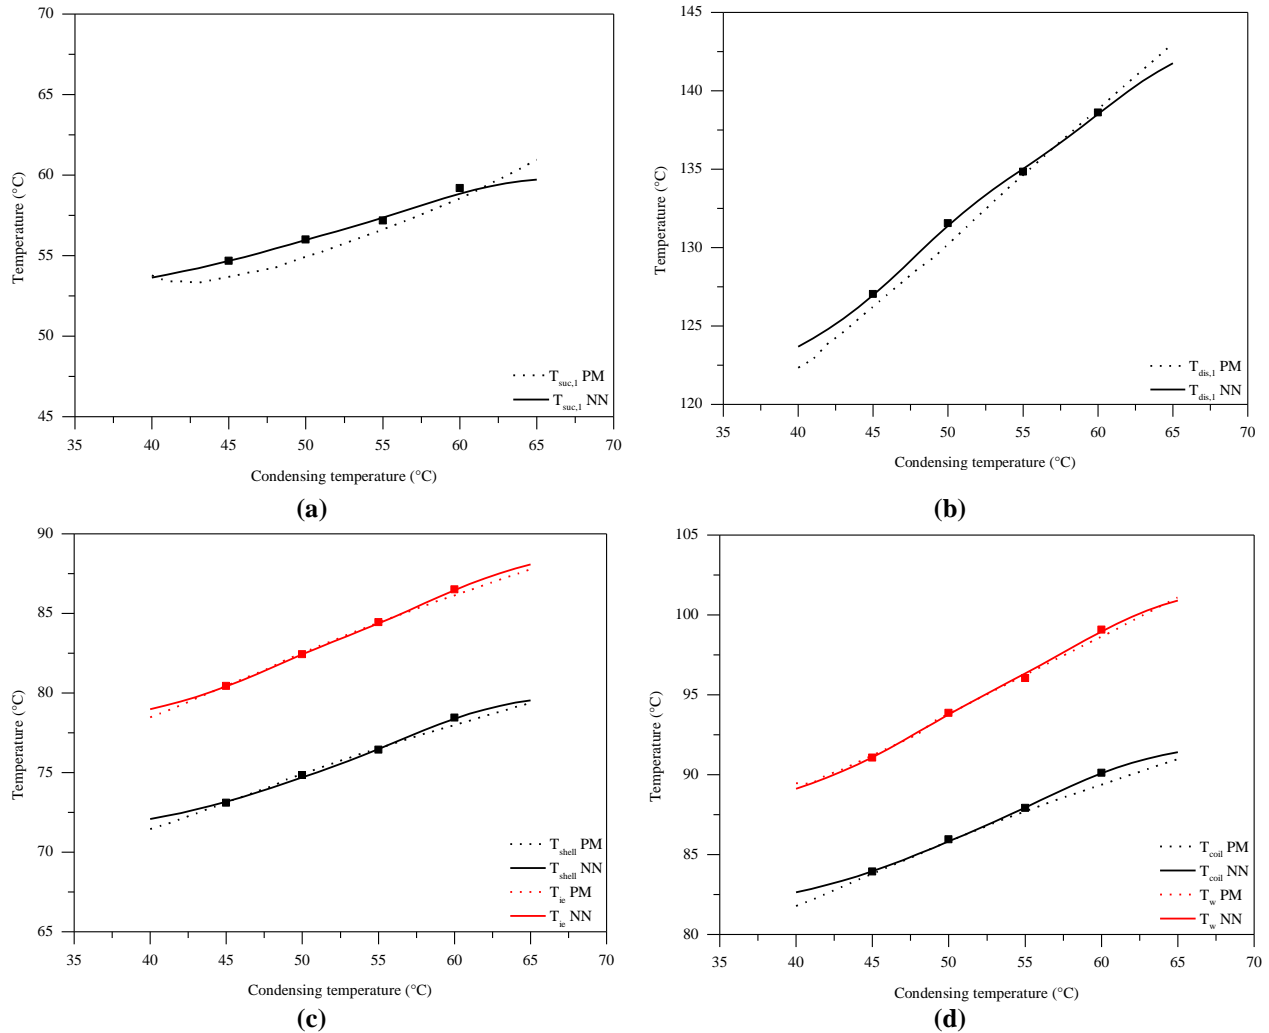 70
65
60
55
50
45
35
40
45
50
55
60
65
70
Temperature (°C)
Condensing temperature (°C)
T suc,1 PM
T suc,1 NN
(a)
145
140
135
130
125
120
35
40
45
50
55
60
65
70
Temperature (°C)
Condensing temperature (°C)
T dis,1 PM
T dis,1 NN
(b)
90
85
80
75
70
65
35
40
45
50
55
60
65
70
Temperature (°C)
Condensing temperature (°C)
T shell PM
T shell NN
T ie PM
T ie NN
(c)
105
100
95
90
85
80
35
40
45
50
55
60
65
70
Temperature (°C)
Condensing temperature (°C)
T coil PM
T coil NN
T w PM
T w NN
(d)